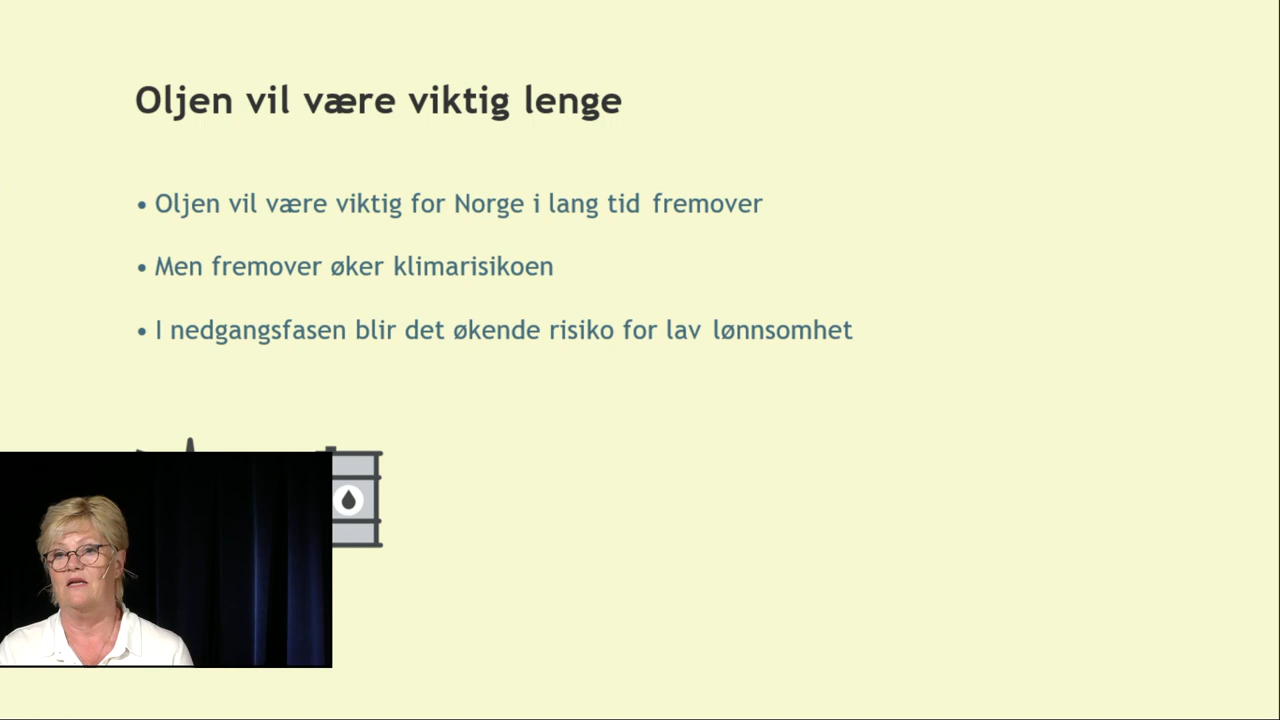 Oljen vil være viktig lenge
• Oljen vil være viktig for Norge i lang tid fremover
• Men fremover øker klimarisikoen
• I nedgangsfasen blir det økende risiko for lav lønnsomhet